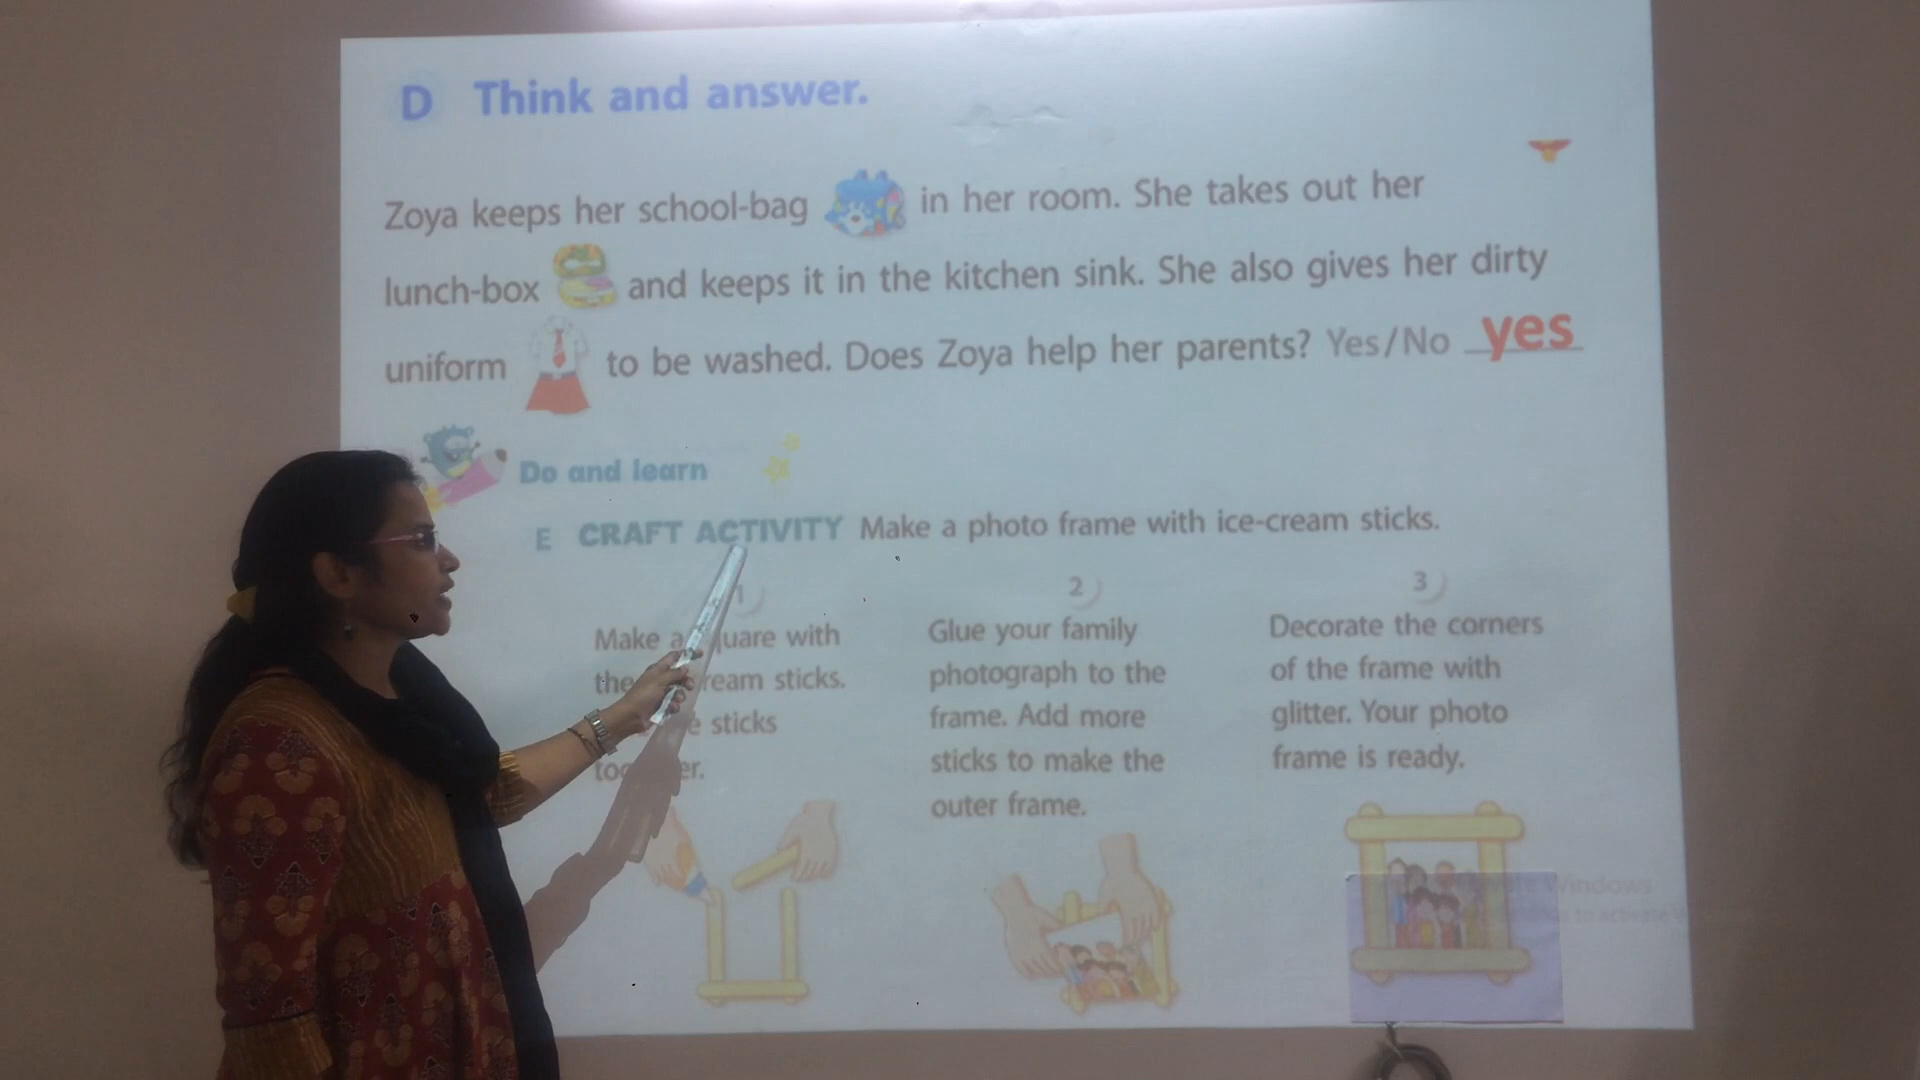 D Think and answer.
Zoya keeps her school-bag in her room. She takes out her
lunch-box and keeps it in the kitchen sink. She also gives her dirty
uniform to be washed. Does Zoya help her parents? Yes/No yes
Do and learn
E CRAFT ACTIVITY Make a photo frame with ice-cream sticks.
1
Make a square with
the sticks.
sticks
2
Glue your family
photograph to the
frame. Add more
sticks to make the
outer frame.
3
Decorate the corners
of the frame with
glitter. Your photo
frame is ready.
Windows
to activate